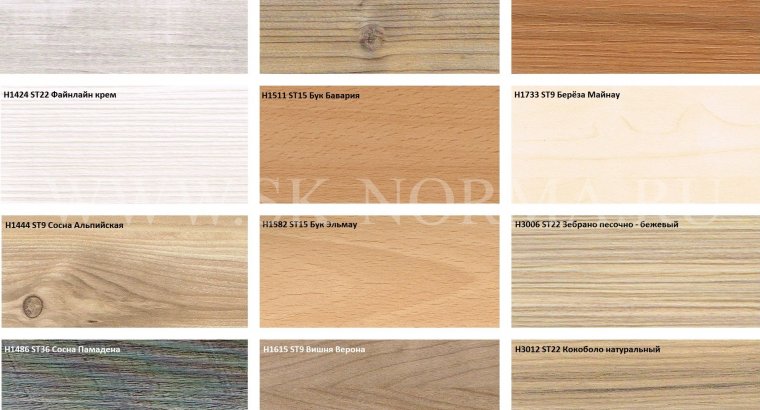 H1424 ST22 Файнлайн крем
H1511 ST15 Бук Бавария
H1733 ST9 Берёза Майнау
WWW.SK-NORMA.RU
H1444 ST9 Сосна Альпийская
H1582 ST15 Бук Эльмау
H3006 ST22 Зебрано песочно - бежевый
H1486 ST36 Сосна Памадена
H1615 ST9 Вишня Верона
H3012 ST22 Кокоболо натуральный